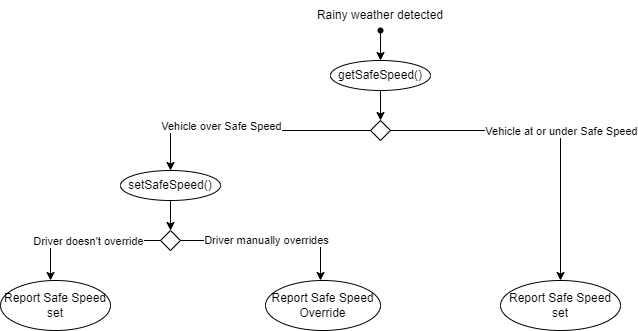 Rainy weather detected
getSafeSpeed()
Vehicle over Safe Speed
Vehicle at or under Safe Speed
setSafeSpeed()
Driver doesn't override
Driver manually overrides
Report Safe Speed
set
Report Safe Speed
Override
Report Safe Speed
set